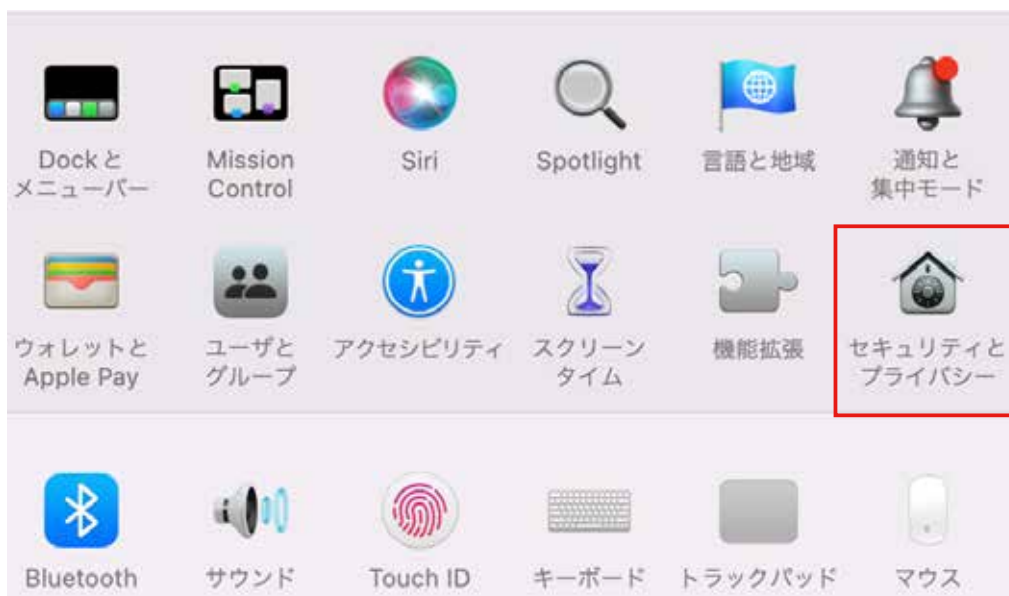 Dockと Mission Siri Spotlight 言語と地域 通知と
メニューバー Control 集中モード
ウォレットと ユーザと アクセシビリティ スクリーン 機能拡張 セキュリティと
Apple Pay グループ タイム プライバシー
Bluetooth サウンド Touch ID キーボード トラックパッド マウス